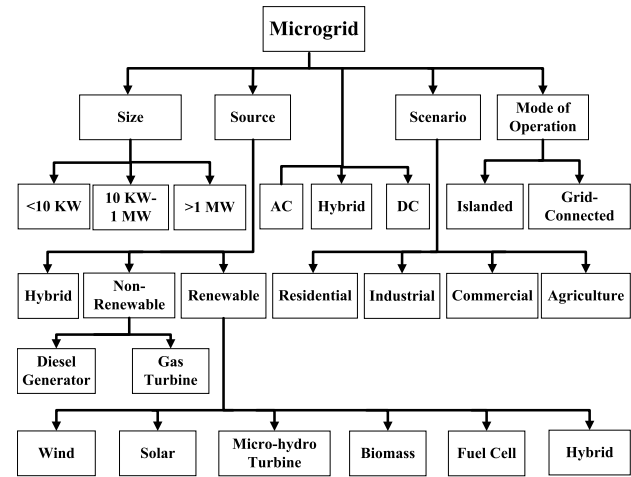 Microgrid
Size
Source
Scenario
Mode of
Operation
<10 KW
10 KW-
1 MW
>1 MW
AC
Hybrid
DC
Islanded
Grid-
Connected
Hybrid
Non-
Renewable
Renewable
Residential
Industrial
Commercial
Agriculture
Diesel
Generator
Gas
Turbine
Wind
Solar
Micro-hydro
Turbine
Biomass
Fuel Cell
Hybrid